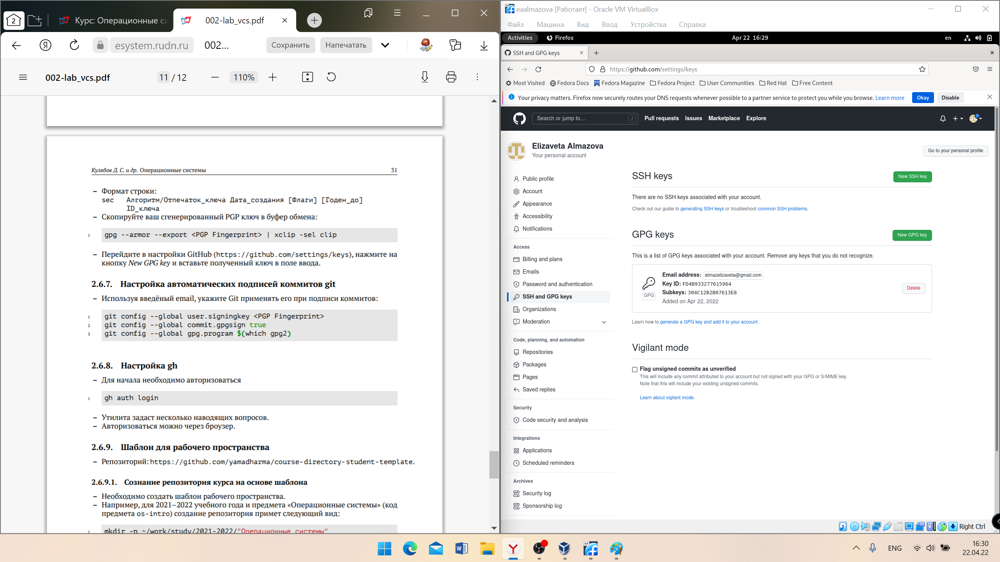 2
Курс: Операционные си
002-lab_vcs.pdf
esystem.rudn.ru
002...
Сохранить
Напечатать
002-lab_vcs.pdf
11 / 12
110%
Кулябов Д. С. и др. Операционные системы
31
– Формат строки:
sec Алгоритм/Отпечаток_ключа Дата_создания [Флаги] [Годен_до]
ID_ключа
– Скопируйте ваш сгенерированный PGP ключ в буфер обмена:
1 gpg --armor --export <PGP Fingerprint> | xclip -sel clip
– Перейдите в настройки GitHub (https://github.com/settings/keys), нажмите на
кнопку New GPG key и вставьте полученный ключ в поле ввода.
2.6.7. Настройка автоматических подписей коммитов git
– Используя введёный email, укажите Git применять его при подписи коммитов:
1 git config --global user.signingkey <PGP Fingerprint>
2 git config --global commit.gpgsign true
3 git config --global gpg.program $(which gpg2)
2.6.8. Настройка gh
– Для начала необходимо авторизоваться
1 gh auth login
– Утилита задаст несколько наводящих вопросов.
– Авторизоваться можно через броузер.
2.6.9. Шаблон для рабочего пространства
– Репозиторий: https://github.com/yamadharma/course-directory-student-template.
2.6.9.1. Сознание репозитория курса на основе шаблона
– Необходимо создать шаблон рабочего пространства.
– Например, для 2021–2022 учебного года и предмета «Операционные системы» (код
предмета os-intro) создание репозитория примет следующий вид:
1 mkdir -p ~/work/study/2021-2022/"Операционные системы"
eaalmazova [Работает] - Oracle VM VirtualBox
Файл Машина Вид Ввод Устройства Справка
Activities
Firefox
Apr 22 16:29
en
SSH and GPG keys
https://github.com/settings/keys
Most Visited Fedora Docs Fedora Magazine Fedora Project User Communities Red Hat Free Content
Your privacy matters. Firefox now securely routes your DNS requests whenever possible to a partner service to protect you while you browse. Learn more
Okay
Disable
Search or jump to…
/
Pull requests Issues Marketplace Explore
Elizaveta Almazova
Your personal account
Go to your personal profile
Public profile
Account
Appearance
Accessibility
Notifications
Access
Billing and plans
Emails
Password and authentication
SSH and GPG keys
Organizations
Moderation
Code, planning, and automation
Repositories
Packages
Pages
Saved replies
Security
Code security and analysis
Integrations
Applications
Scheduled reminders
Archives
Security log
Sponsorship log
SSH keys
New SSH key
There are no SSH keys associated with your account.
Check out our guide to generating SSH keys or troubleshoot common SSH problems.
GPG keys
New GPG key
This is a list of GPG keys associated with your account. Remove any keys that you do not recognize.
GPG
Email address: almazelizaveta@gmail.com
Key ID: FD4B933277615964
Subkeys: 304C12B2B07613E8
Added on Apr 22, 2022
Delete
Learn how to generate a GPG key and add it to your account .
Vigilant mode
Flag unsigned commits as unverified
This will include any commit attributed to your account but not signed with your GPG or S/MIME key.
Note that this will include your existing unsigned commits.
Learn about vigilant mode.
Right Ctrl
64
ENG
16:30
22.04.22